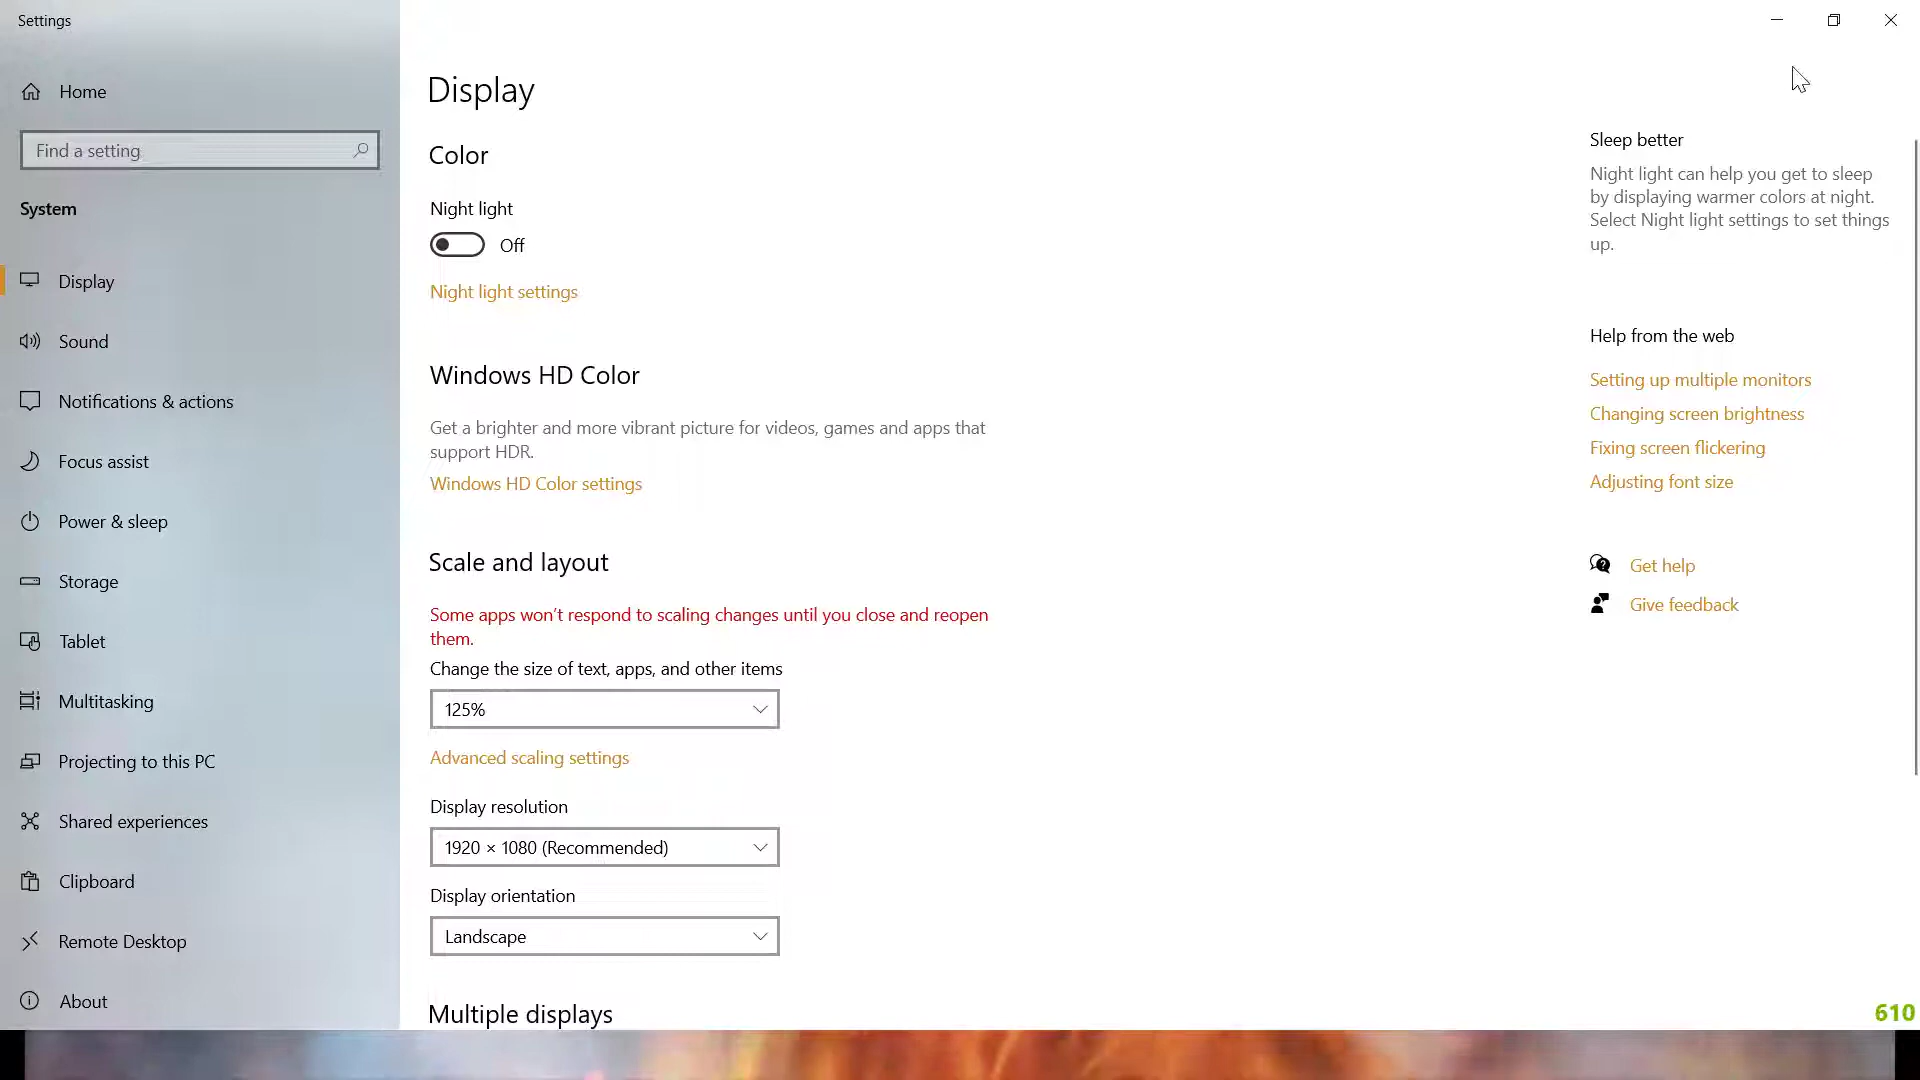 Settings
Home
Find a setting
System
Display
Sound
Notifications & actions
Focus assist
Power & sleep
Storage
Tablet
Multitasking
Projecting to this PC
Shared experiences
Clipboard
Remote Desktop
About
Display
Color
Night light
Off
Night light settings
Windows HD Color
Get a brighter and more vibrant picture for videos, games and apps that
support HDR.
Windows HD Color settings
Scale and layout
Some apps won’t respond to scaling changes until you close and reopen
them.
Change the size of text, apps, and other items
125%
Advanced scaling settings
Display resolution
1920 × 1080 (Recommended)
Display orientation
Landscape
Multiple displays
Sleep better
Night light can help you get to sleep
by displaying warmer colors at night.
Select Night light settings to set things
up.
Help from the web
Setting up multiple monitors
Changing screen brightness
Fixing screen flickering
Adjusting font size
Get help
Give feedback
610